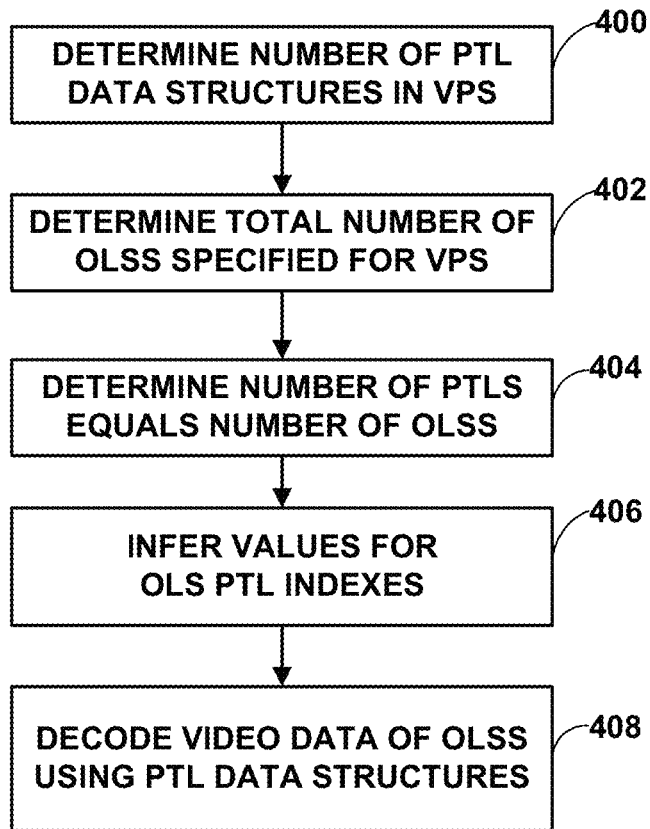 400
DETERMINE NUMBER OF PTL
DATA STRUCTURES IN VPS
402
DETERMINE TOTAL NUMBER OF
OLSS SPECIFIED FOR VPS
404
DETERMINE NUMBER OF PTLS
EQUALS NUMBER OF OLSS
406
INFER VALUES FOR
OLS PTL INDEXES
408
DECODE VIDEO DATA OF OLSS
USING PTL DATA STRUCTURES